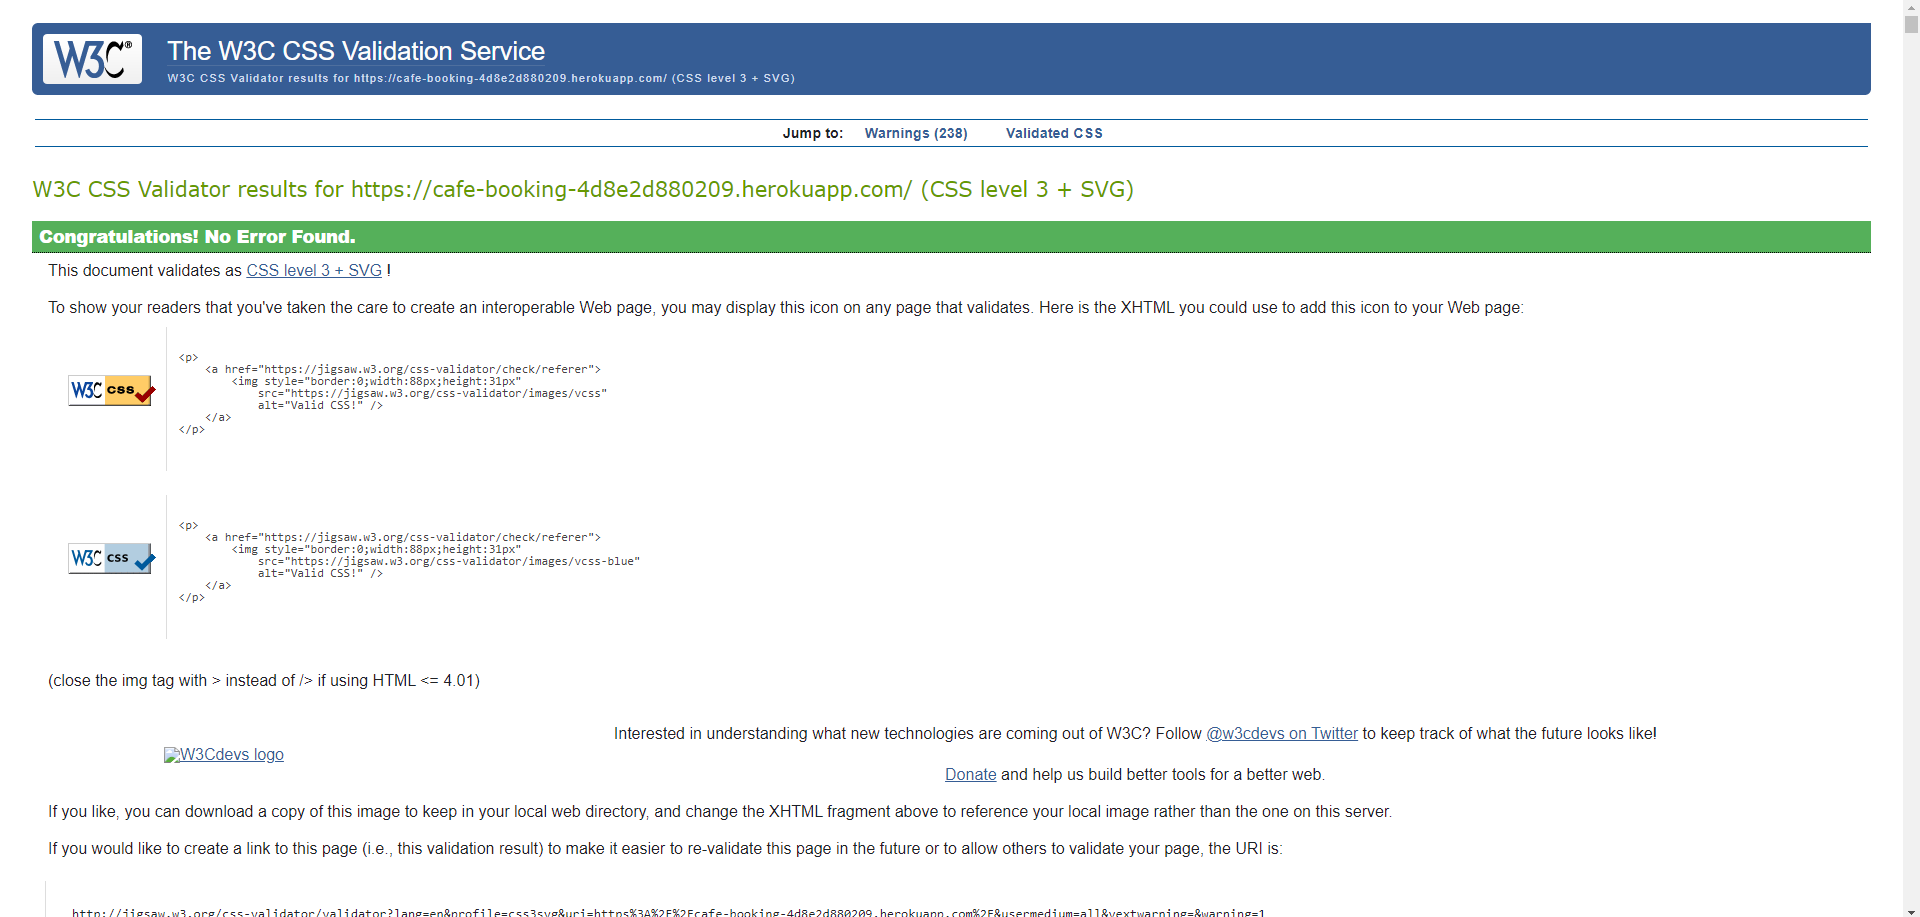 W3C®
The W3C CSS Validation Service
W3C CSS Validator results for https://cafe-booking-4d8e2d880209.herokuapp.com/ (CSS level 3 + SVG)
Jump to: Warnings (238) Validated CSS
W3C CSS Validator results for https://cafe-booking-4d8e2d880209.herokuapp.com/ (CSS level 3 + SVG)
Congratulations! No Error Found.
This document validates as CSS level 3 + SVG !
To show your readers that you've taken the care to create an interoperable Web page, you may display this icon on any page that validates. Here is the XHTML you could use to add this icon to your Web page:
W3C css
<p>
<a href="https://jigsaw.w3.org/css-validator/check/referer">
<img style="border:0;width:88px;height:31px"
src="https://jigsaw.w3.org/css-validator/images/vcss"
alt="Valid CSS!" />
</a>
</p>
W3C css
<p>
<a href="https://jigsaw.w3.org/css-validator/check/referer">
<img style="border:0;width:88px;height:31px"
src="https://jigsaw.w3.org/css-validator/images/vcss-blue"
alt="Valid CSS!" />
</a>
</p>
(close the img tag with > instead of /> if using HTML <= 4.01)
W3Cdevs logo
Interested in understanding what new technologies are coming out of W3C? Follow @w3cdevs on Twitter to keep track of what the future looks like!
Donate and help us build better tools for a better web.
If you like, you can download a copy of this image to keep in your local web directory, and change the XHTML fragment above to reference your local image rather than the one on this server.
If you would like to create a link to this page (i.e., this validation result) to make it easier to re-validate this page in the future or to allow others to validate your page, the URI is:
http://jigsaw.w3.org/css-validator/validator?lang=en&profile=css3svg&uri=https%3A%2F%2Fcafe-booking-4d8e2d880209.herokuapp.com%2F&usermedium=all&vextwarning=&warning=1